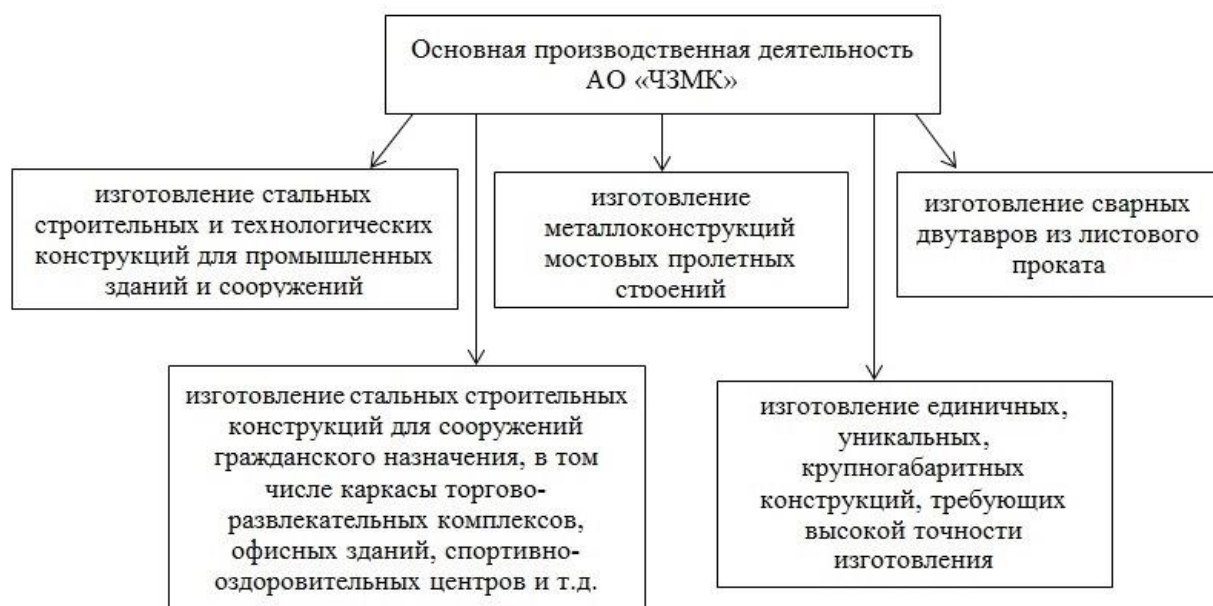 Основная производственная деятельность
АО «ЧЗМК»
изготовление стальных
строительных и технологических
конструкций для промышленных
зданий и сооружений
изготовление
металлоконструкций
мостовых пролетных
строений
изготовление сварных
двутавров из листового
проката
изготовление стальных строительных
конструкций для сооружений
гражданского назначения, в том
числе каркасы торгово-
развлекательных комплексов,
офисных зданий, спортивно-
оздоровительных центров и т.д.
изготовление единичных,
уникальных,
крупногабаритных
конструкций, требующих
высокой точности
изготовления